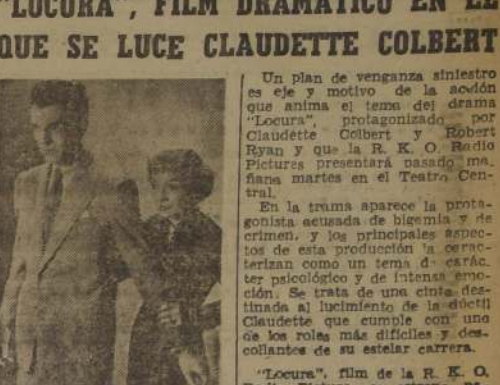 "LOCURA", FILM DRAMATICO EN EL
QUE SE LUCE CLAUDETTE COLBERT
Un plan de venganza siniestro
es eje y motivo de la acción
que anima el tema del drama
"Locura", protagonizado por
Claudette Colbert y Robert
Ryan y que la R. K. O. Radio
Pictures presentará pasado ma-
ñana martes en el Teatro Cen-
tral.
En la trama aparece la prota-
gonista acusada de bigamia y de
crimen, y los principales aspec-
tos de esta producción la carac-
terizan como un tema de carác-
ter psicológico y de intensa emo-
ción. Se trata de una cinta des-
tinada al lucimiento de la dúctil
Claudette que cumple con uno
de los roles más difíciles y des-
collantes de su estelar carrera.
"Locura", film de la R. K. O.
Radio